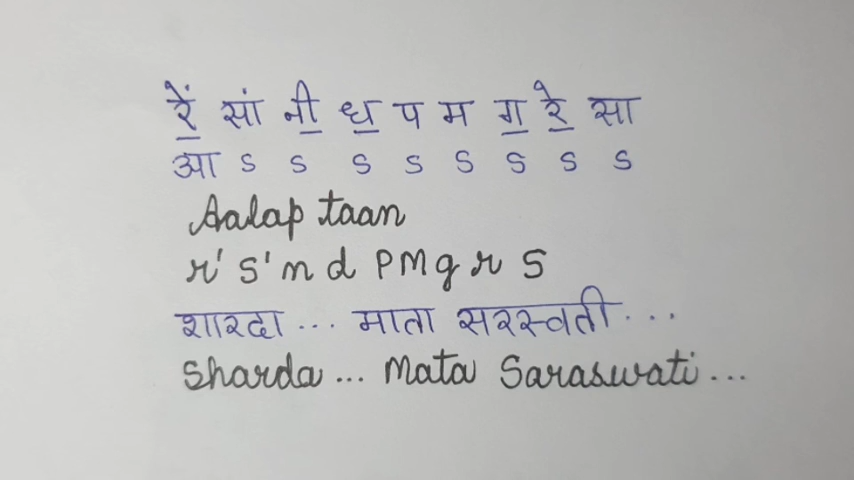 रें॒ सां नी॒ ध॒ प म ग॒ रे॒ सा
आ ऽ ऽ ऽ ऽ ऽ ऽ ऽ ऽ
Aalap taan
r' S' n d P M g r S
शारदा ... माता सरस्वती ...
Sharda ... Mata Saraswati ...